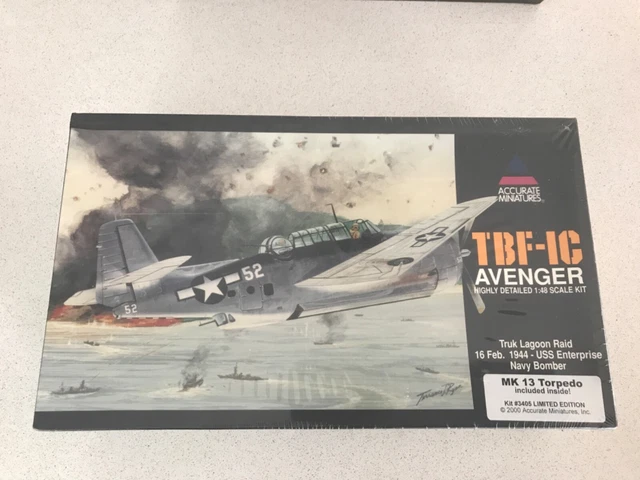 ACCURATE
MINIATURES
TBF-1C
AVENGER
HIGHLY DETAILED 1:48 SCALE KIT
Truk Lagoon Raid
16 Feb. 1944 - USS Enterprise
Navy Bomber
MK 13 Torpedo
included inside!
Kit #3405 LIMITED EDITION
© 2000 Accurate Miniatures, Inc.
52
52